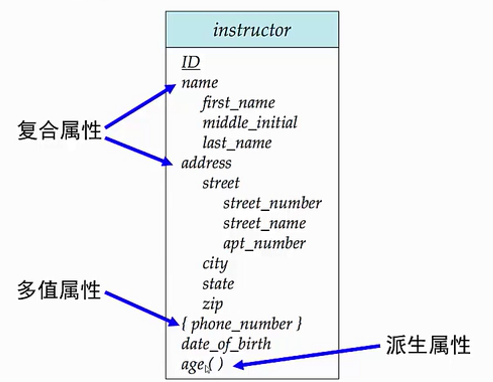 instructor
ID
name
first_name
复合属性
middle_initial
last_name
address
street
street_number
street_name
apt_number
city
state
多值属性
zip
{ phone_number }
date_of_birth
派生属性
age( )